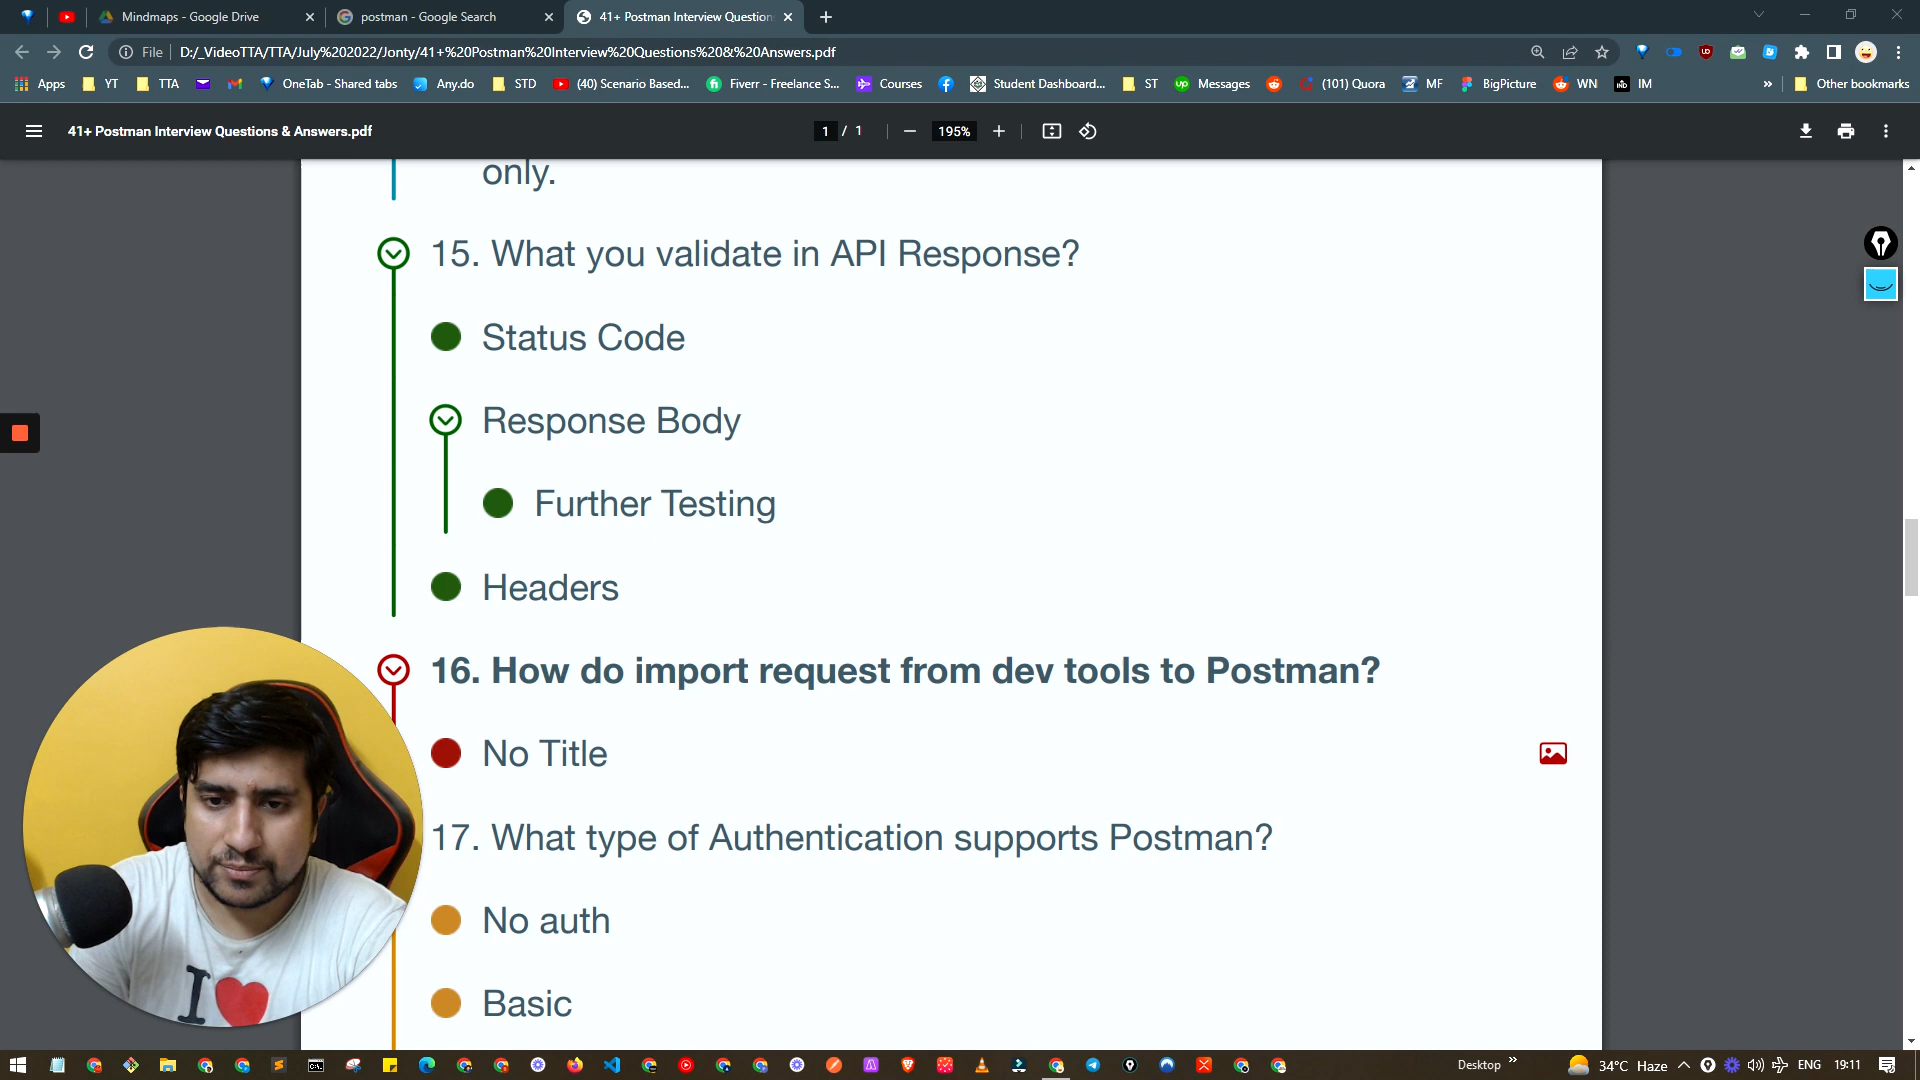 Mindmaps - Google Drive
postman - Google Search
41+ Postman Interview Question
File
D:/_VideoTTA/TTA/July%202022/Jonty/41+%20Postman%20Interview%20Questions%20&%20Answers.pdf
Apps
YT
TTA
OneTab - Shared tabs
Any.do
STD
(40) Scenario Based...
Fiverr - Freelance S...
Courses
Student Dashboard...
ST
Messages
(101) Quora
MF
BigPicture
WN
IM
Other bookmarks
41+ Postman Interview Questions & Answers.pdf
1 / 1
195%
only.
15. What you validate in API Response?
Status Code
Response Body
Further Testing
Headers
16. How do import request from dev tools to Postman?
No Title
17. What type of Authentication supports Postman?
No auth
Basic
I
Desktop
34°C Haze
ENG
19:11